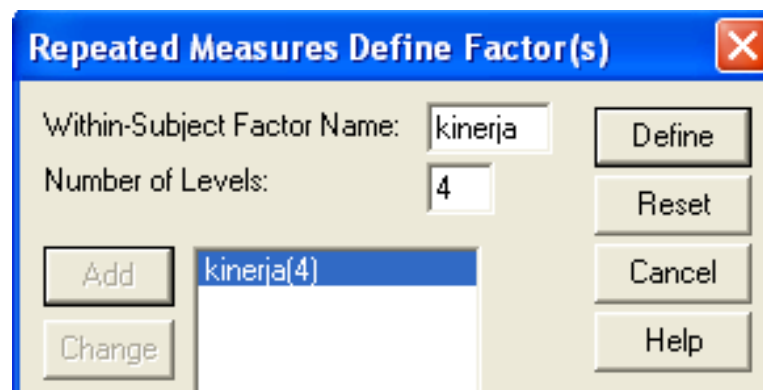 Repeated Measures Define Factor(s)
Within-Subject Factor Name: kinerja
Define
Number of Levels: 4
Reset
Add
kinerja(4)
Cancel
Change
Help